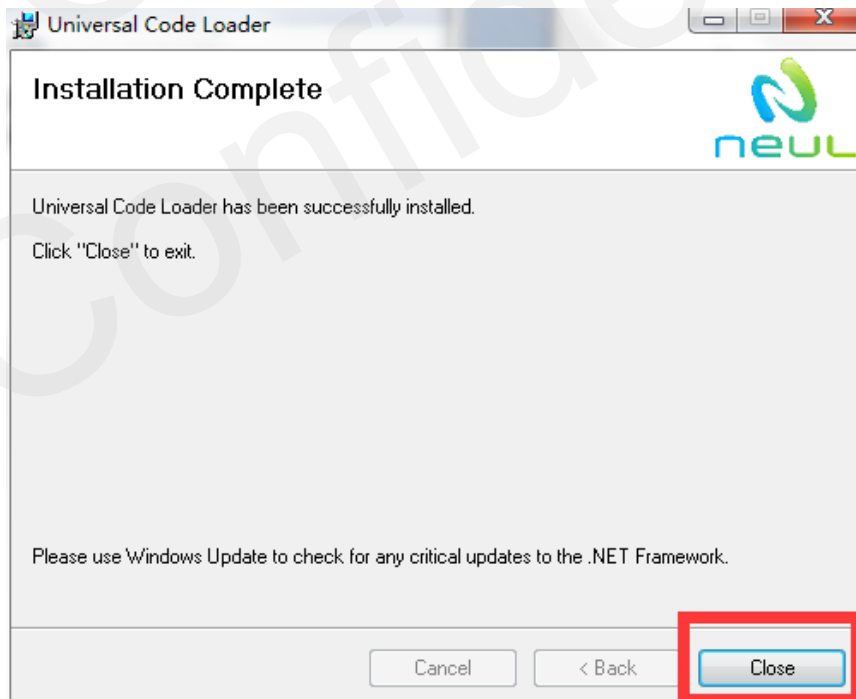 Universal Code Loader
Installation Complete
neul
Universal Code Loader has been successfully installed.
Click "Close" to exit.
Please use Windows Update to check for any critical updates to the .NET Framework.
Cancel
< Back
Close
Confide